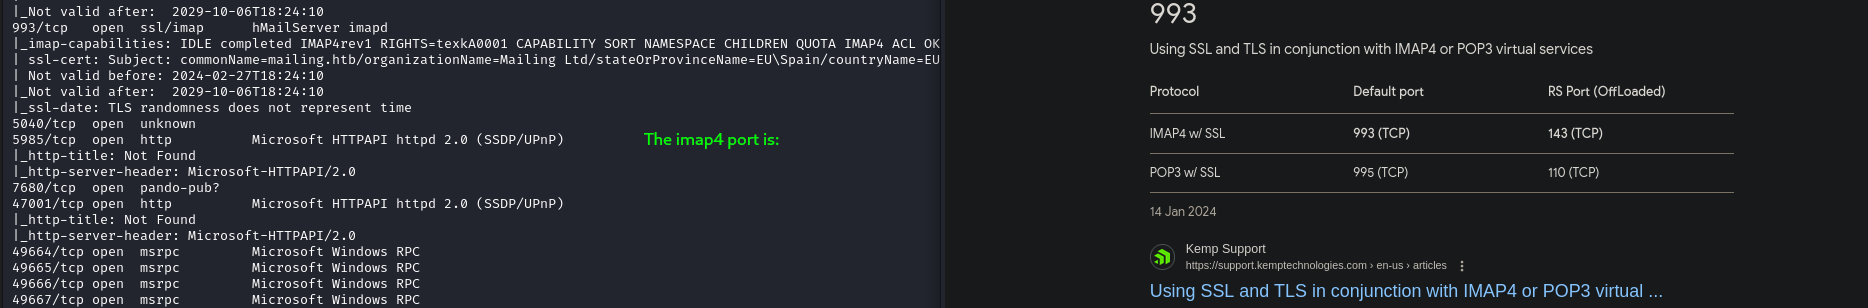 |_Not valid after:  2029-10-06T18:24:10
993/tcp   open  ssl/imap      hMailServer imapd
|_imap-capabilities: IDLE completed IMAP4rev1 RIGHTS=texkA0001 CAPABILITY SORT NAMESPACE CHILDREN QUOTA IMAP4 ACL OK
| ssl-cert: Subject: commonName=mailing.htb/organizationName=Mailing Ltd/stateOrProvinceName=EU\Spain/countryName=EU
| Not valid before: 2024-02-27T18:24:10
|_Not valid after:  2029-10-06T18:24:10
|_ssl-date: TLS randomness does not represent time
5040/tcp  open  unknown
5985/tcp  open  http          Microsoft HTTPAPI httpd 2.0 (SSDP/UPnP)
|_http-title: Not Found
|_http-server-header: Microsoft-HTTPAPI/2.0
7680/tcp  open  pando-pub?
47001/tcp open  http          Microsoft HTTPAPI httpd 2.0 (SSDP/UPnP)
|_http-title: Not Found
|_http-server-header: Microsoft-HTTPAPI/2.0
49664/tcp open  msrpc         Microsoft Windows RPC
49665/tcp open  msrpc         Microsoft Windows RPC
49666/tcp open  msrpc         Microsoft Windows RPC
49667/tcp open  msrpc         Microsoft Windows RPC
The imap4 port is:
993
Using SSL and TLS in conjunction with IMAP4 or POP3 virtual services
Protocol Default port RS Port (OffLoaded)
IMAP4 w/ SSL 993 (TCP) 143 (TCP)
POP3 w/ SSL 995 (TCP) 110 (TCP)
14 Jan 2024
Kemp Support
https://support.kemptechnologies.com › en-us › articles
Using SSL and TLS in conjunction with IMAP4 or POP3 virtual ...